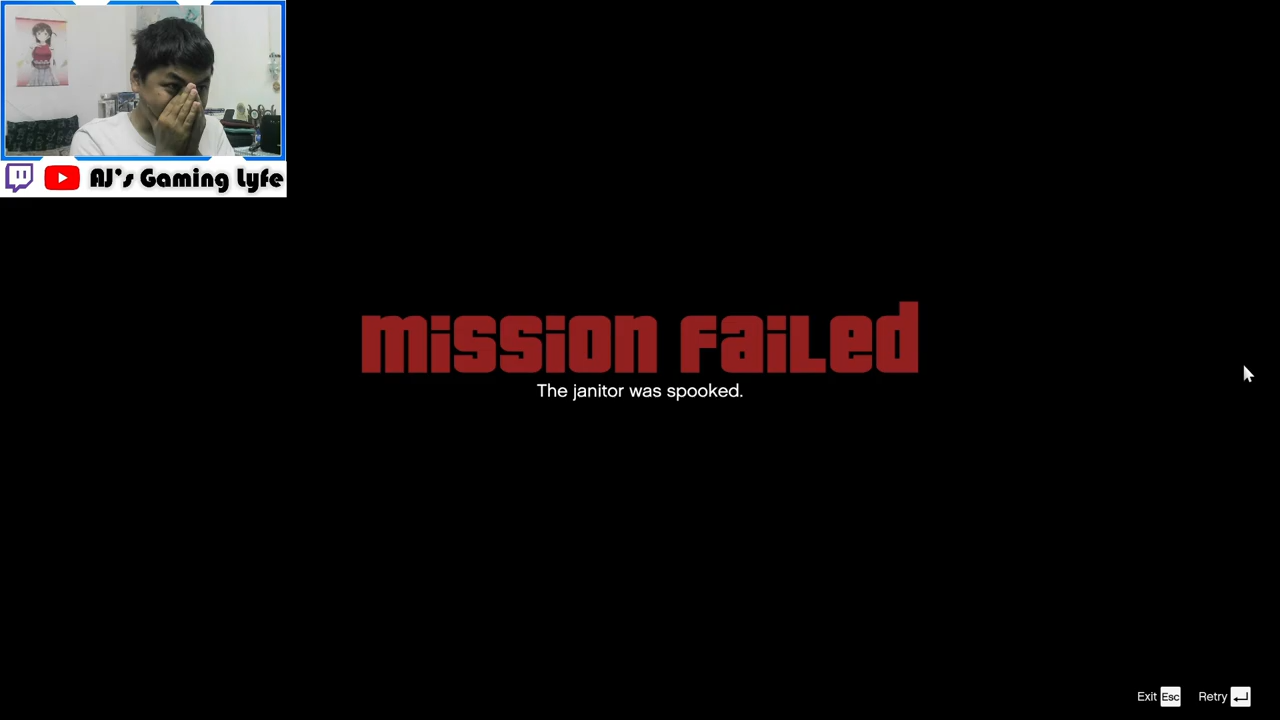 AJ's Gaming Lyfe
mission failed
The janitor was spooked.
Exit Esc Retry